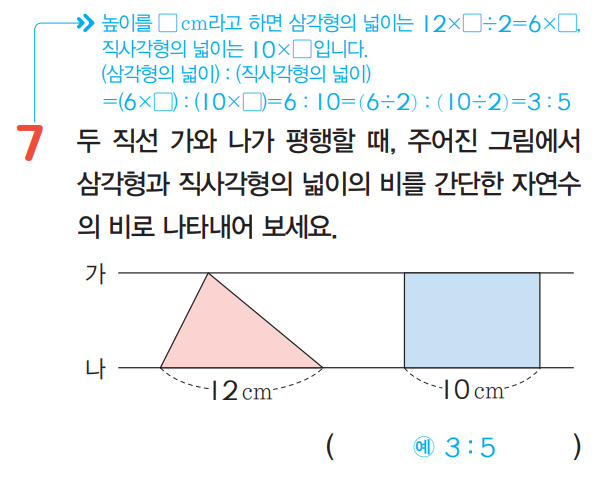 높이를 □ cm라고 하면 삼각형의 넓이는 12×□÷2=6×□,
직사각형의 넓이는 10×□입니다.
(삼각형의 넓이) : (직사각형의 넓이)
=(6×□) : (10×□)=6 : 10=(6÷2) : (10÷2)=3 : 5
7 두 직선 가와 나가 평행할 때, 주어진 그림에서
삼각형과 직사각형의 넓이의 비를 간단한 자연수
의 비로 나타내어 보세요.
가
나
12 cm 10 cm
( 예 3 : 5 )